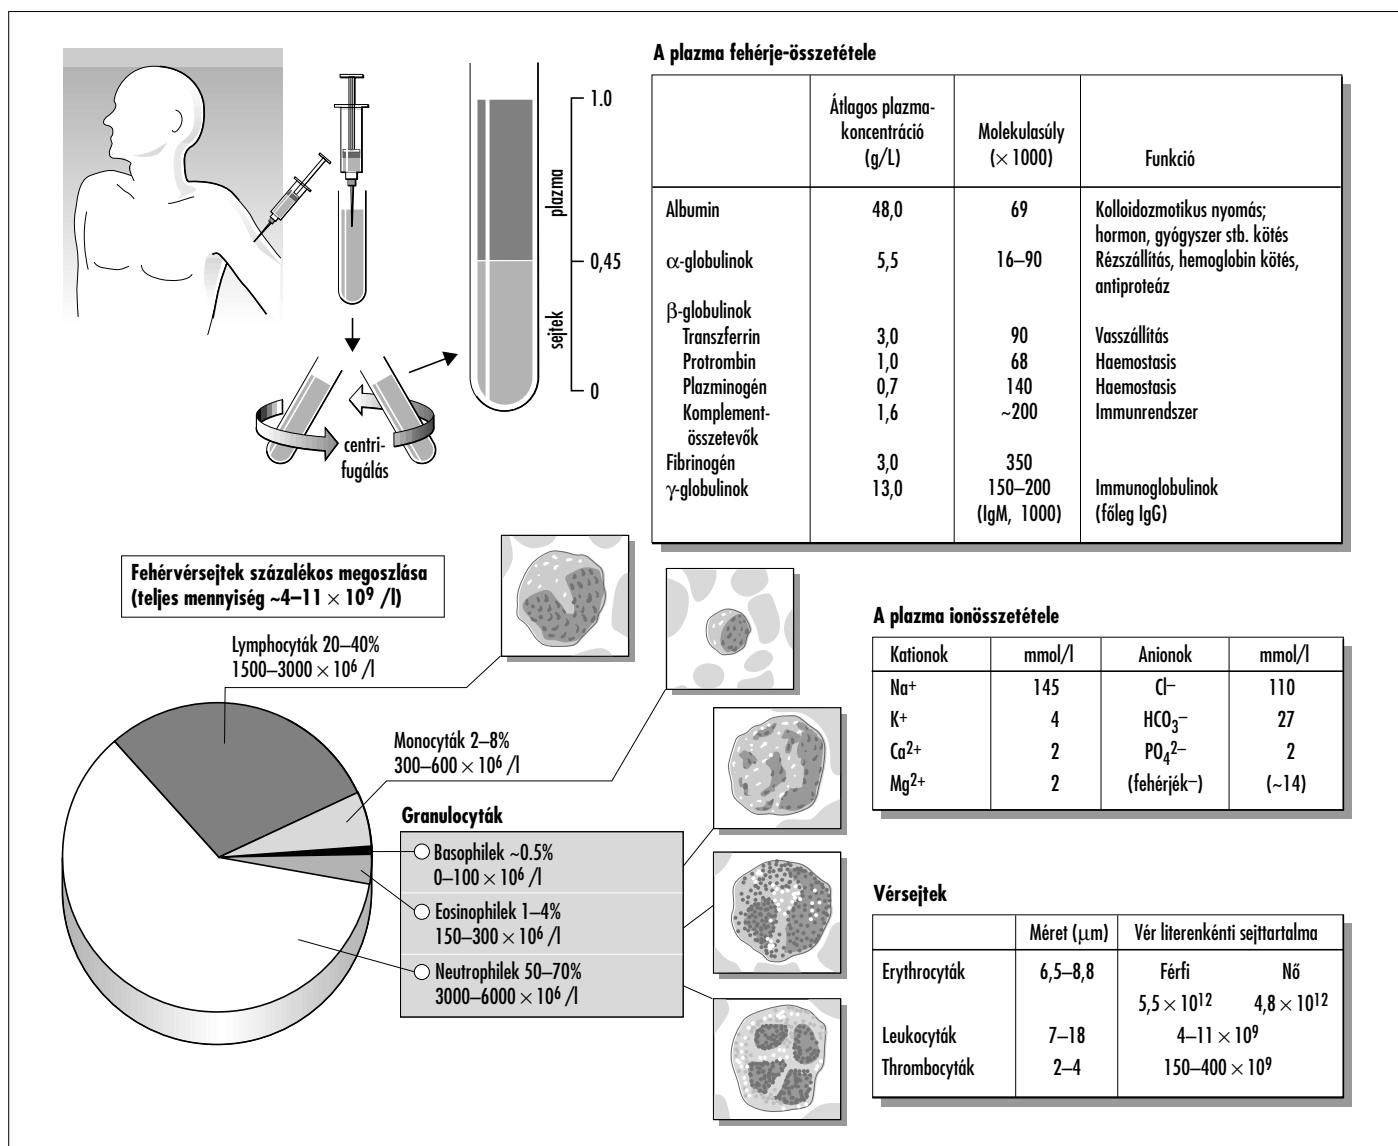 1.0
plazma
0,45
sejtek
0
centri-
fugálás
A plazma fehérje-összetétele
Átlagos plazma-
koncentráció
(g/L)
Molekulasúly
(× 1000)
Funkció
Albumin 48,0 69 Kolloidozmotikus nyomás;
hormon, gyógyszer stb. kötés
α-globulinok 5,5 16–90 Rézszállítás, hemoglobin kötés,
antiproteáz
β-globulinok
Transzferrin 3,0 90 Vasszállítás
Protrombin 1,0 68 Haemostasis
Plazminogén 0,7 140 Haemostasis
Komplement- 1,6 ~200 Immunrendszer
összetevők
Fibrinogén 3,0 350
γ-globulinok 13,0 150–200 Immunoglobulinok
(IgM, 1000) (főleg IgG)
Fehérvérsejtek százalékos megoszlása
(teljes mennyiség ~4–11 × 10⁹ /l)
Lymphocyták 20–40%
1500–3000 × 10⁶ /l
Monocyták 2–8%
300–600 × 10⁶ /l
Granulocyták
Basophilek ~0.5%
0–100 × 10⁶ /l
Eosinophilek 1–4%
150–300 × 10⁶ /l
Neutrophilek 50–70%
3000–6000 × 10⁶ /l
A plazma ionösszetétele
Kationok mmol/l Anionok mmol/l
Na⁺ 145 Cl⁻ 110
K⁺ 4 HCO₃⁻ 27
Ca²⁺ 2 PO₄²⁻ 2
Mg²⁺ 2 (fehérjék⁻) (~14)
Vérsejtek
Méret (μm) Vér literenkénti sejttartalma
Erythrocyták 6,5–8,8 Férfi Nő
5,5 × 10¹² 4,8 × 10¹²
Leukocyták 7–18 4–11 × 10⁹
Thrombocyták 2–4 150–400 × 10⁹